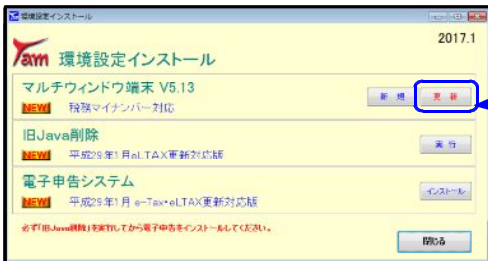 環境設定インストール
2017.1
Tam 環境設定インストール
マルチウィンドウ端末 V5.13
新 規
更 新
NEW! 税務マイナンバー対応
旧Java削除
実 行
NEW! 平成29年1月eLTAX更新対応版
電子申告システム
インストール
NEW! 平成29年1月 e-Tax・eLTAX更新対応版
必ず「旧Java削除」を実行してから電子申告をインストールしてください。
閉じる